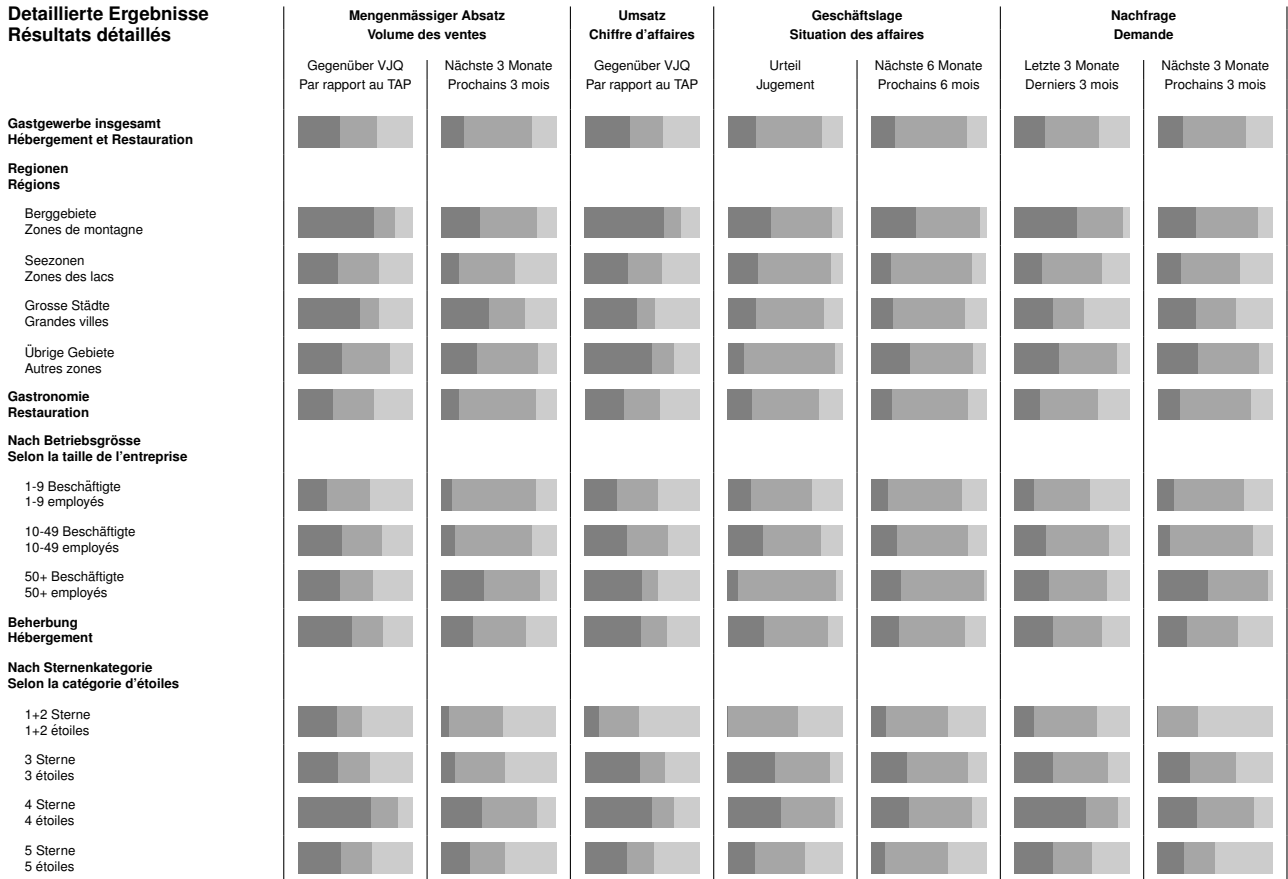 Detaillierte Ergebnisse
Résultats détaillés
Mengenmässiger Absatz
Volume des ventes
Umsatz
Chiffre d'affaires
Geschäftslage
Situation des affaires
Nachfrage
Demande
Gegenüber VJQ
Par rapport au TAP
Nächste 3 Monate
Prochains 3 mois
Gegenüber VJQ
Par rapport au TAP
Urteil
Jugement
Nächste 6 Monate
Prochains 6 mois
Letzte 3 Monate
Derniers 3 mois
Nächste 3 Monate
Prochains 3 mois
Gastgewerbe insgesamt
Hébergement et Restauration
Regionen
Régions
Berggebiete
Zones de montagne
Seezonen
Zones des lacs
Grosse Städte
Grandes villes
Übrige Gebiete
Autres zones
Gastronomie
Restauration
Nach Betriebsgrösse
Selon la taille de l'entreprise
1-9 Beschäftigte
1-9 employés
10-49 Beschäftigte
10-49 employés
50+ Beschäftigte
50+ employés
Beherbung
Hébergement
Nach Sternenkategorie
Selon la catégorie d'étoiles
1+2 Sterne
1+2 étoiles
3 Sterne
3 étoiles
4 Sterne
4 étoiles
5 Sterne
5 étoiles